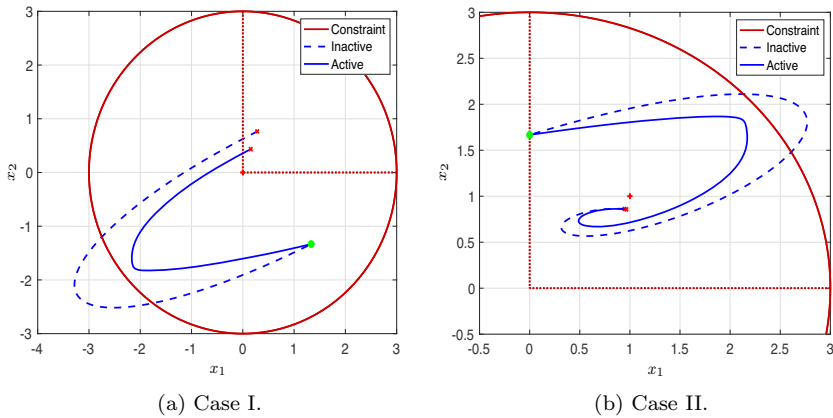 3
2
1
0
-1
-2
-3
-4
-3
-2
-1
0
1
2
3
x2
x1
Constraint
Inactive
Active
(a) Case I.
3
2.5
2
1.5
1
0.5
0
-0.5
-0.5
0
0.5
1
1.5
2
2.5
3
x2
x1
Constraint
Inactive
Active
(b) Case II.